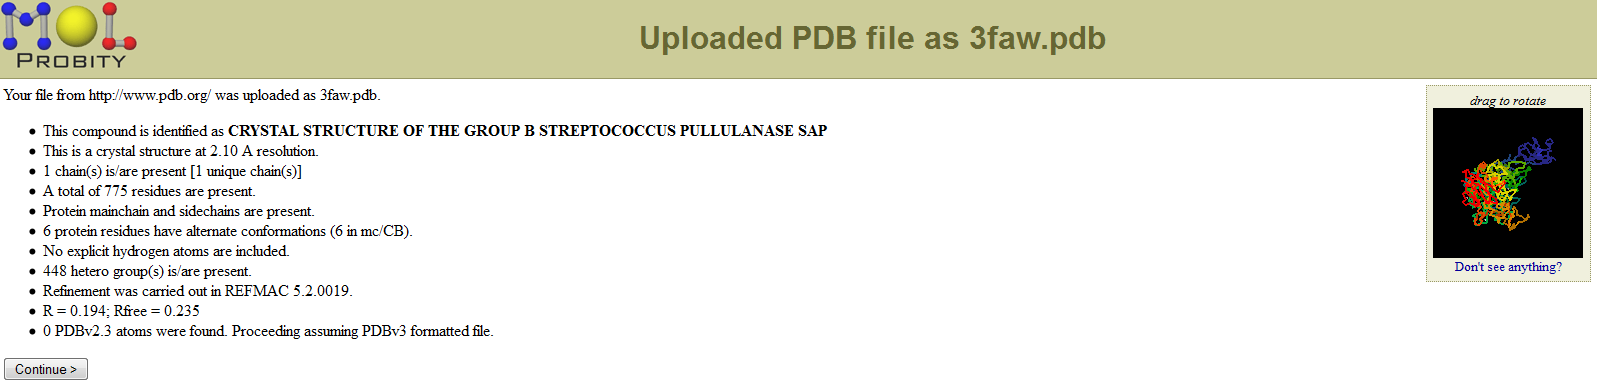 MOL
PROBITY
Uploaded PDB file as 3faw.pdb
Your file from http://www.pdb.org/ was uploaded as 3faw.pdb.
This compound is identified as CRYSTAL STRUCTURE OF THE GROUP B STREPTOCOCCUS PULLULANASE SAP
This is a crystal structure at 2.10 A resolution.
1 chain(s) is/are present [1 unique chain(s)]
A total of 775 residues are present.
Protein mainchain and sidechains are present.
6 protein residues have alternate conformations (6 in mc/CB).
No explicit hydrogen atoms are included.
448 hetero group(s) is/are present.
Refinement was carried out in REFMAC 5.2.0019.
R = 0.194; Rfree = 0.235
0 PDBv2.3 atoms were found. Proceeding assuming PDBv3 formatted file.
Continue >
drag to rotate
Don't see anything?